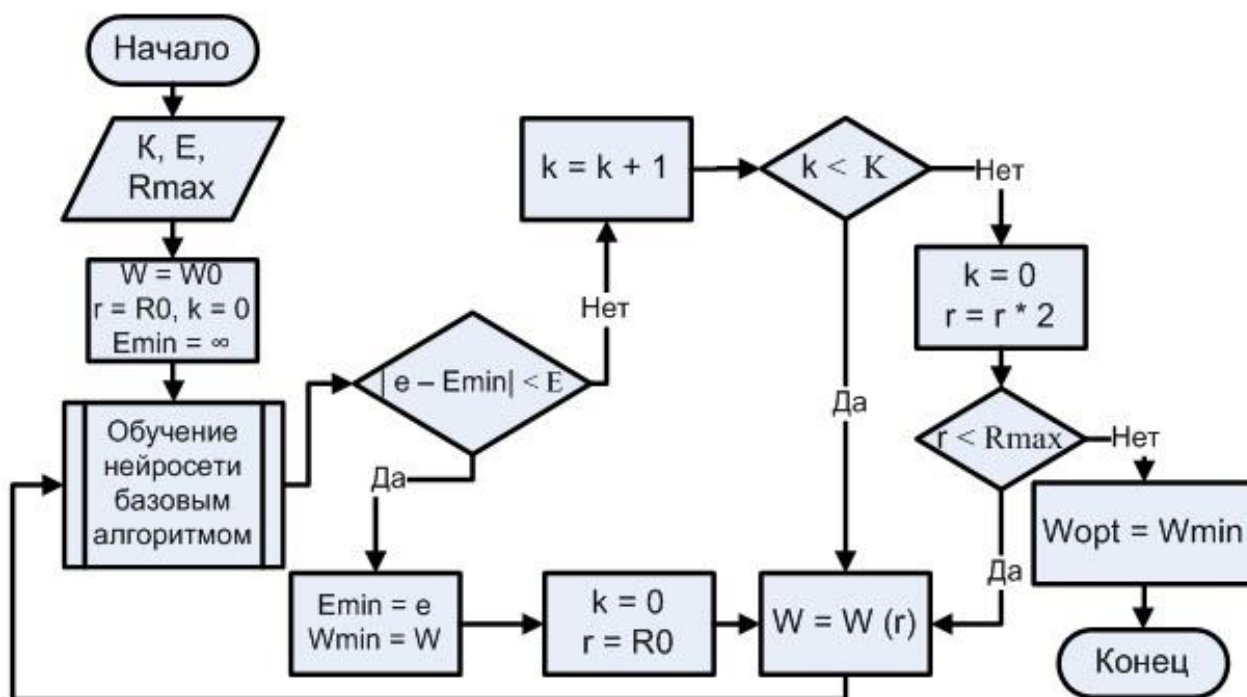 Начало
К, Е,
Rmax
W = W0
r = R0, k = 0
Emin = ∞
Обучение
нейросети
базовым
алгоритмом
| e – Emin| < E
Да
Нет
Emin = e
Wmin = W
k = 0
r = R0
k = k + 1
k < K
Да
Нет
k = 0
r = r * 2
r < Rmax
Да
Нет
W = W (r)
Wopt = Wmin
Конец